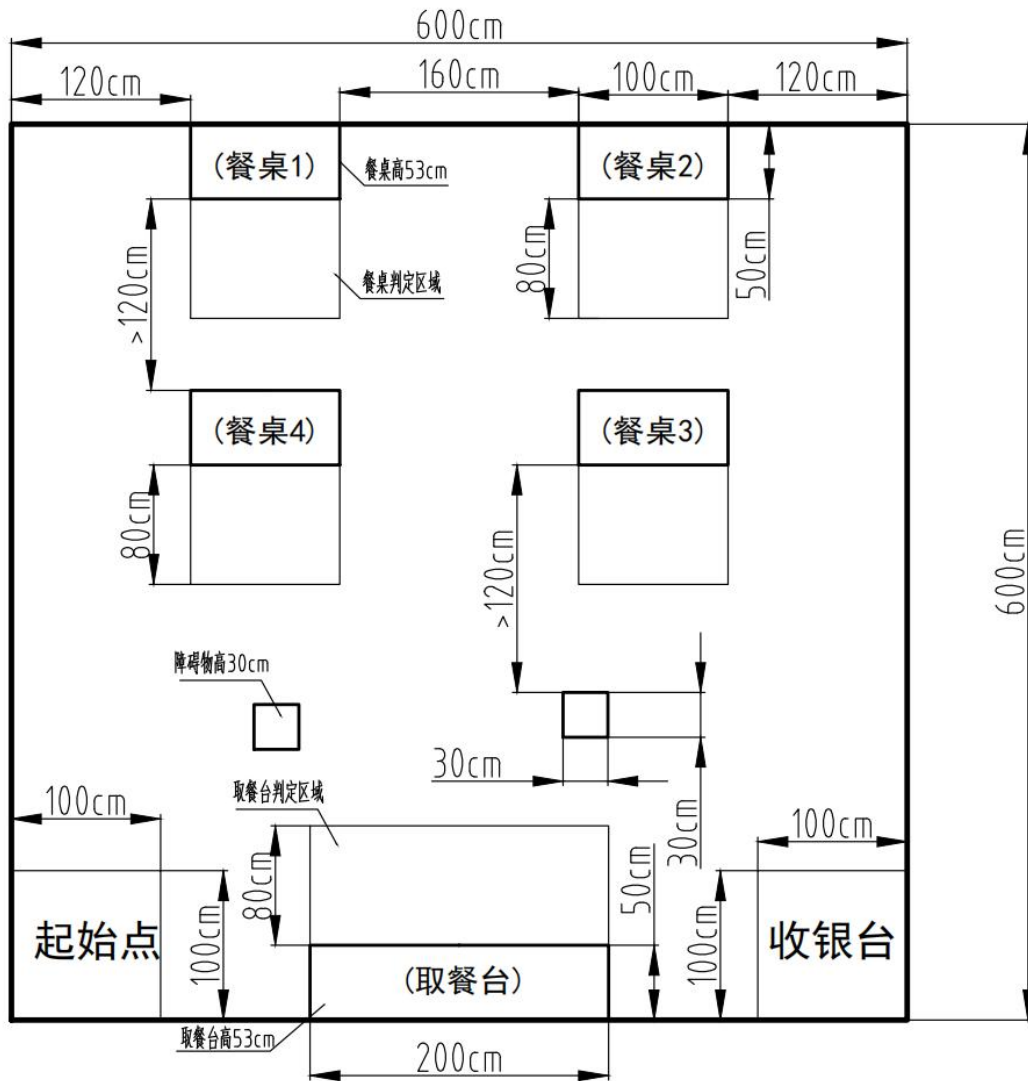 600cm
120cm
160cm
100cm
120cm
(餐桌1)
餐桌高53cm
(餐桌2)
餐桌判定区域
80cm
50cm
>120cm
(餐桌4)
(餐桌3)
80cm
>120cm
600cm
障碍物高30cm
30cm
30cm
取餐台判定区域
100cm
100cm
80cm
50cm
起始点
100cm
(取餐台)
100cm
收银台
取餐台高53cm
200cm